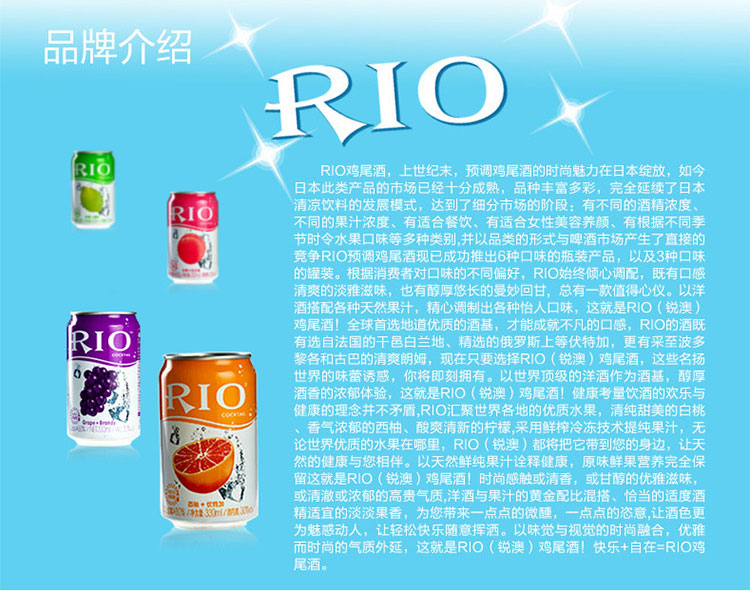 品牌介绍
RIO
RIO鸡尾酒，上世纪末，预调鸡尾酒的时尚魅力在日本绽放，如今
日本此类产品的市场已经十分成熟，品种丰富多彩，完全延续了日本
清凉饮料的发展模式，达到了细分市场的阶段：有不同的酒精浓度、
不同的果汁浓度、有适合餐饮、有适合女性美容养颜、有根据不同季
节时令水果口味等多种类别,并以品类的形式与啤酒市场产生了直接的
竞争RIO预调鸡尾酒现已成功推出6种口味的瓶装产品，以及3种口味
的罐装。根据消费者对口味的不同偏好，RIO始终倾心调配，既有口感
清爽的淡雅滋味，也有醇厚悠长的曼妙回甘，总有一款值得心仪。以洋
酒搭配各种天然果汁，精心调制出各种怡人口味，这就是RIO（锐澳）
鸡尾酒！全球首选地道优质的酒基，才能成就不凡的口感，RIO的酒既
有选自法国的干邑白兰地、精选的俄罗斯上等伏特加，更有采至波多
黎各和古巴的清爽朗姆，现在只要选择RIO（锐澳）鸡尾酒，这些名扬
世界的味蕾诱惑，你将即刻拥有。以世界顶级的洋酒作为酒基，醇厚
酒香的浓郁体验，这就是RIO（锐澳）鸡尾酒！健康考量饮酒的欢乐与
健康的理念并不矛盾,RIO汇聚世界各地的优质水果，清纯甜美的白桃
、香气浓郁的西柚、酸爽清新的柠檬,采用鲜榨冷冻技术提纯果汁，无
论世界优质的水果在哪里，RIO（锐澳）都将把它带到您的身边，让天
然的健康与您相伴。以天然鲜纯果汁诠释健康，原味鲜果营养完全保
留这就是RIO（锐澳）鸡尾酒！时尚感触或清香，或甘醇的优雅滋味，
或清澈或浓郁的高贵气质,洋酒与果汁的黄金配比混搭、恰当的适度酒
精适宜的淡淡果香，为您带来一点点的微醺，一点点的恣意,让酒色更
为魅惑动人，让轻松快乐随意挥洒。以味觉与视觉的时尚融合，优雅
而时尚的气质外延，这就是RIO（锐澳）鸡尾酒！快乐+自在=RIO鸡
尾酒。
RIO
RIO
RIO
COCKTAIL
Grape + Brandy
RIO
COCKTAIL
西柚 + 伏特加